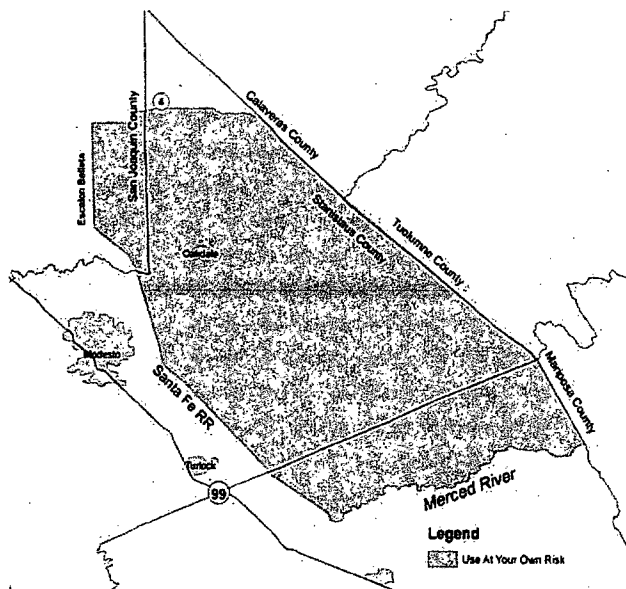 4
San Joaquin County
Calaveras County
Escalon Bellota
Stanislaus County
Tuolumne County
Oakdale
Modesto
Santa Fe RR
Mariposa County
Turlock
99
Merced River
Legend
Use At Your Own Risk